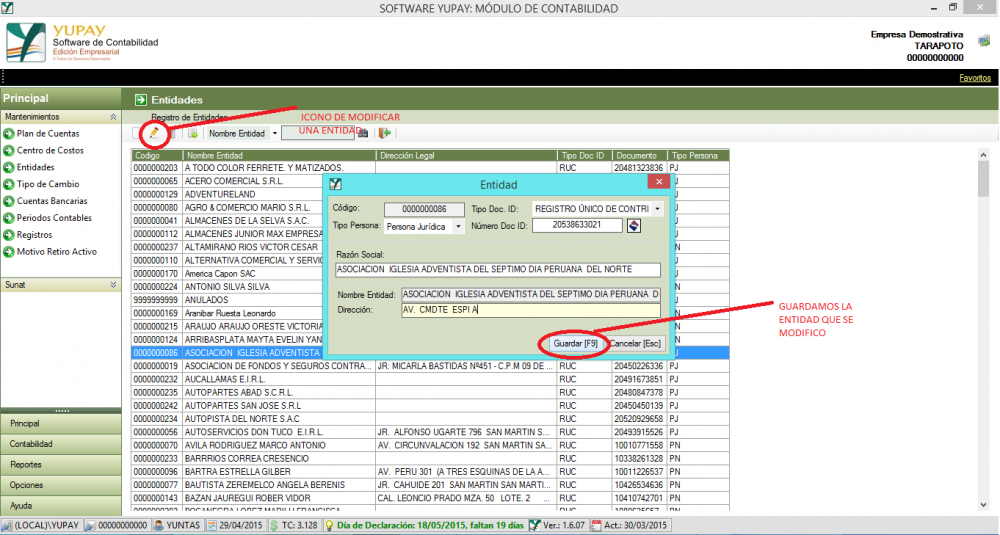 SOFTWARE YUPAY: MÓDULO DE CONTABILIDAD
YUPAY
Software de Contabilidad
Edición Empresarial
Empresa Demostrativa
TARAPOTO
00000000000
Favoritos
Principal
Entidades
Mantenimientos
Registro de Entidades
ICONO DE MODIFICAR
UNA ENTIDAD
Nombre Entidad
Plan de Cuentas
Centro de Costos
Entidades
Tipo de Cambio
Cuentas Bancarias
Periodos Contables
Registros
Motivo Retiro Activo
Sunat
Codigo Nombre Entidad Dirección Legal Tipo Doc ID Documento Tipo Persona
0000000203 A TODO COLOR FERRETE. Y MATIZADOS. RUC 20481323836 PJ
0000000065 ACERO COMERCIAL S.R.L.
0000000129 ADVENTURELAND
0000000080 AGRO & COMERCIO MARIO S.R.L.
0000000041 ALMACENES DE LA SELVA S.A.C.
0000000112 ALMACENES JUNIOR MAX EMPRESA
0000000237 ALTAMIRANO RIOS VICTOR CESAR
0000000110 ALTERNATIVA COMERCIAL Y SERVIC
0000000170 America Capon SAC
0000000224 ANTONIO SILVA SILVA
9999999999 ANULADOS
0000000169 Aranibar Ruesta Leonardo
0000000215 ARAUJO ARAUJO ORESTE VICTORIA
0000000124 ARRIBASPLATA MAYTA EVELIN YAN
0000000086 ASOCIACION IGLESIA ADVENTISTA
0000000019 ASOCIACION DE FONDOS Y SEGUROS CONTRA... JR: MICARLA BASTIDAS Nª451 - C.P.M 09 DE ... RUC 20450226336 PJ
0000000232 AUCALLAMAS E.I.R.L. RUC 20491673851 PJ
0000000235 AUTOPARTES ABAD S.C.R.L. RUC 20480847378 PJ
0000000242 AUTOPARTES SAN JOSE S.R.L RUC 20450450139 PJ
0000000234 AUTOPISTA DEL NORTE S.A.C RUC 20520929658 PJ
0000000056 AUTOSERVICIOS DON TUCO E.I.R.L. JR. ALFONSO UGARTE 796 SAN MARTIN S... RUC 20493915526 PJ
0000000070 AVILA RODRIGUEZ MARCO ANTONIO AV. CIRCUNVALACION 192 SAN MARTIN SA... RUC 10010771558 PN
0000000233 BARRRIOS CORREA CRESENCIO RUC 10338261328 PN
0000000096 BARTRA ESTRELLA GILBER AV. PERU 301 (A TRES ESQUINAS DE LA A... RUC 10011226537 PN
0000000077 BAUTISTA ZEREMELCO ANGELA BERENIS JR. CAHUIDE 201 SAN MARTIN SAN MARTI... RUC 10426534636 PN
0000000143 BAZAN JAUREGUI ROBER VIDOR CAL. LEONCIO PRADO MZA. 50 LOTE. 2 ... RUC 10410742701 PN
Entidad
Código: 0000000086 Tipo Doc. ID: REGISTRO ÚNICO DE CONTRI
Tipo Persona: Persona Jurídica Número Doc ID: 20538633021
Razón Social:
ASOCIACION IGLESIA ADVENTISTA DEL SEPTIMO DIA PERUANA DEL NORTE
Nombre Entidad: ASOCIACION IGLESIA ADVENTISTA DEL SEPTIMO DIA PERUANA D
Dirección: AV. CMDTE ESPI A
Guardar [F9] Cancelar [Esc]
GUARDAMOS LA
ENTIDAD QUE SE
MODIFICO
Principal
Contabilidad
Reportes
Opciones
Ayuda
(LOCAL)\YUPAY 00000000000 YUNTAS 29/04/2015 TC: 3.128 Día de Declaración: 18/05/2015, faltan 19 días Ver.: 1.6.07 Act.: 30/03/2015